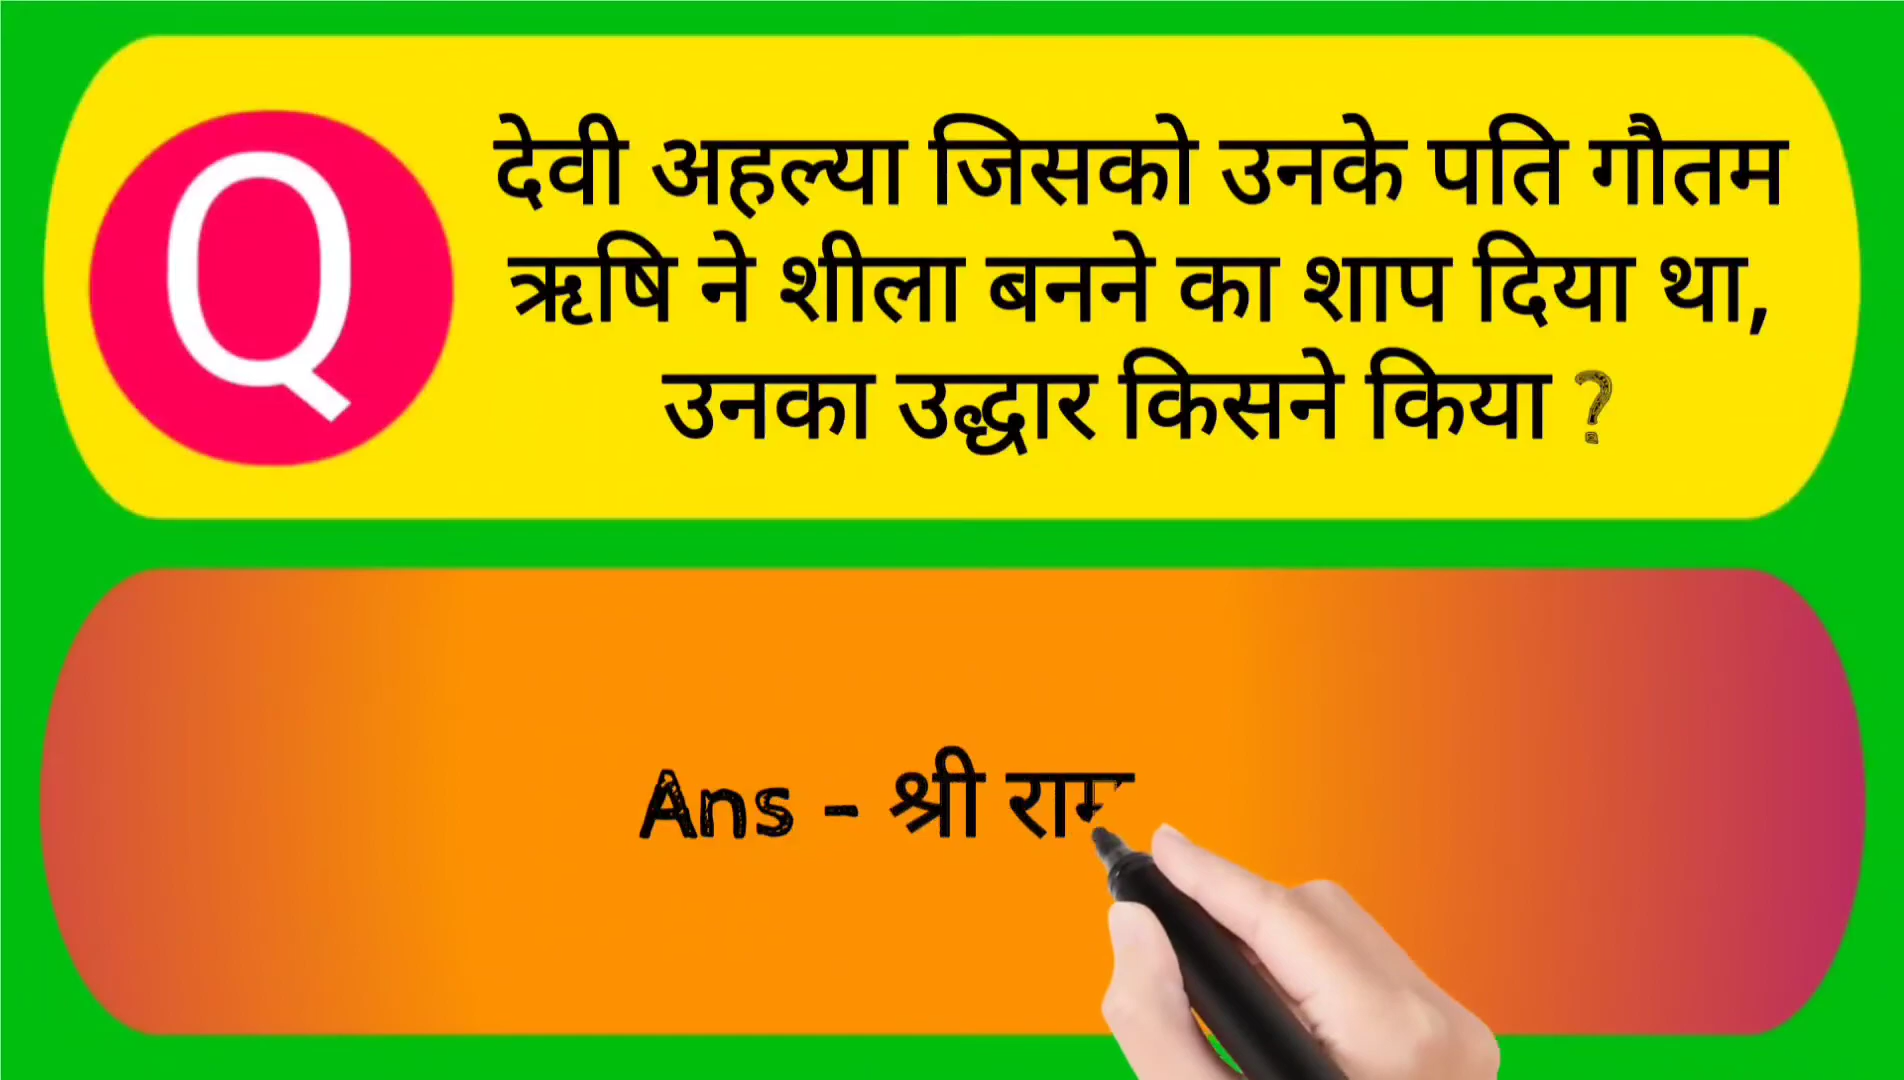 Q
देवी अहल्या जिसको उनके पति गौतम
ऋषि ने शीला बनने का शाप दिया था,
उनका उद्धार किसने किया ?
Ans - श्री राम